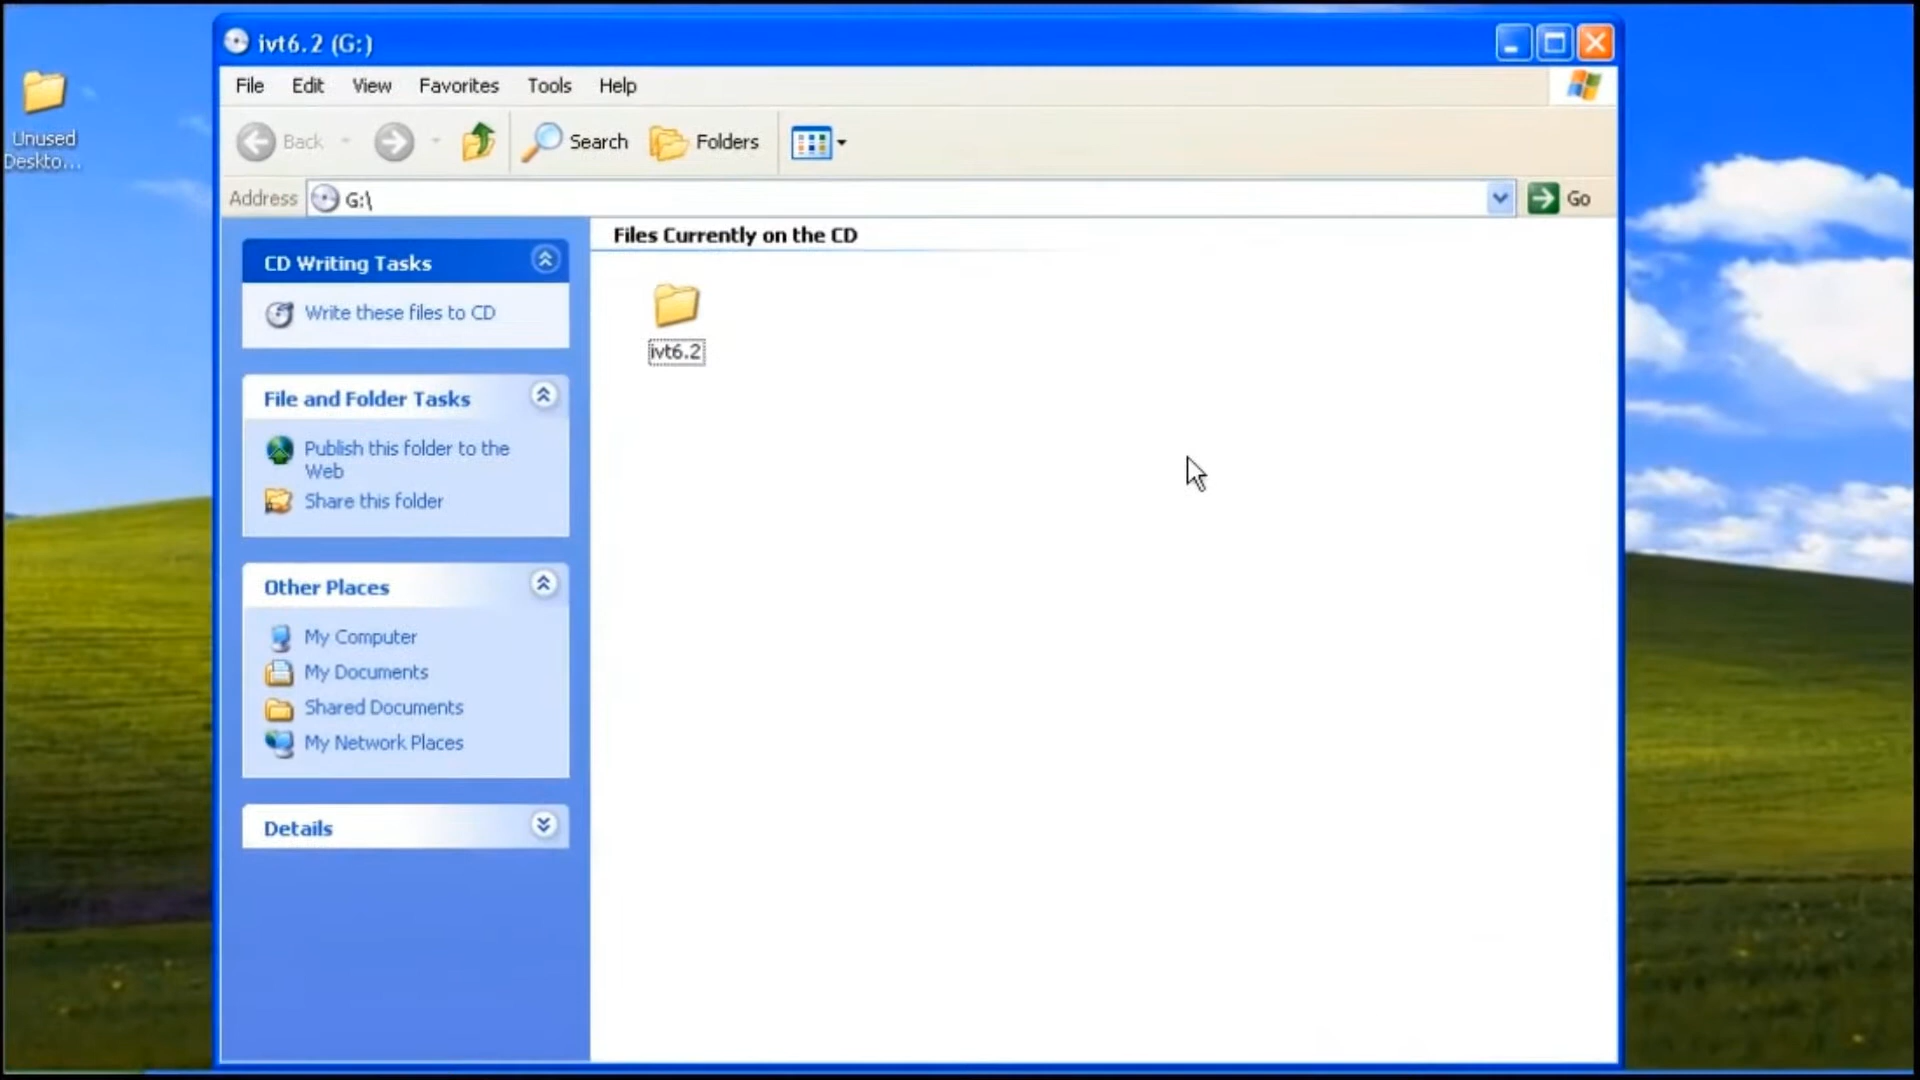 ivt6.2 (G:)
File Edit View Favorites Tools Help
Unused
Deskto...
Back Search Folders
Address G:\ Go
Files Currently on the CD
CD Writing Tasks
Write these files to CD
ivt6.2
File and Folder Tasks
Publish this folder to the
Web
Share this folder
Other Places
My Computer
My Documents
Shared Documents
My Network Places
Details